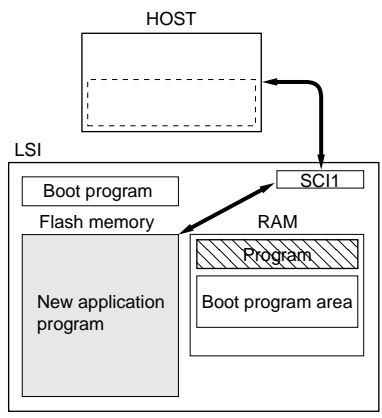 HOST
LSI
SCI1
Boot program
Flash memory
RAM
Program
New application
program
Boot program area